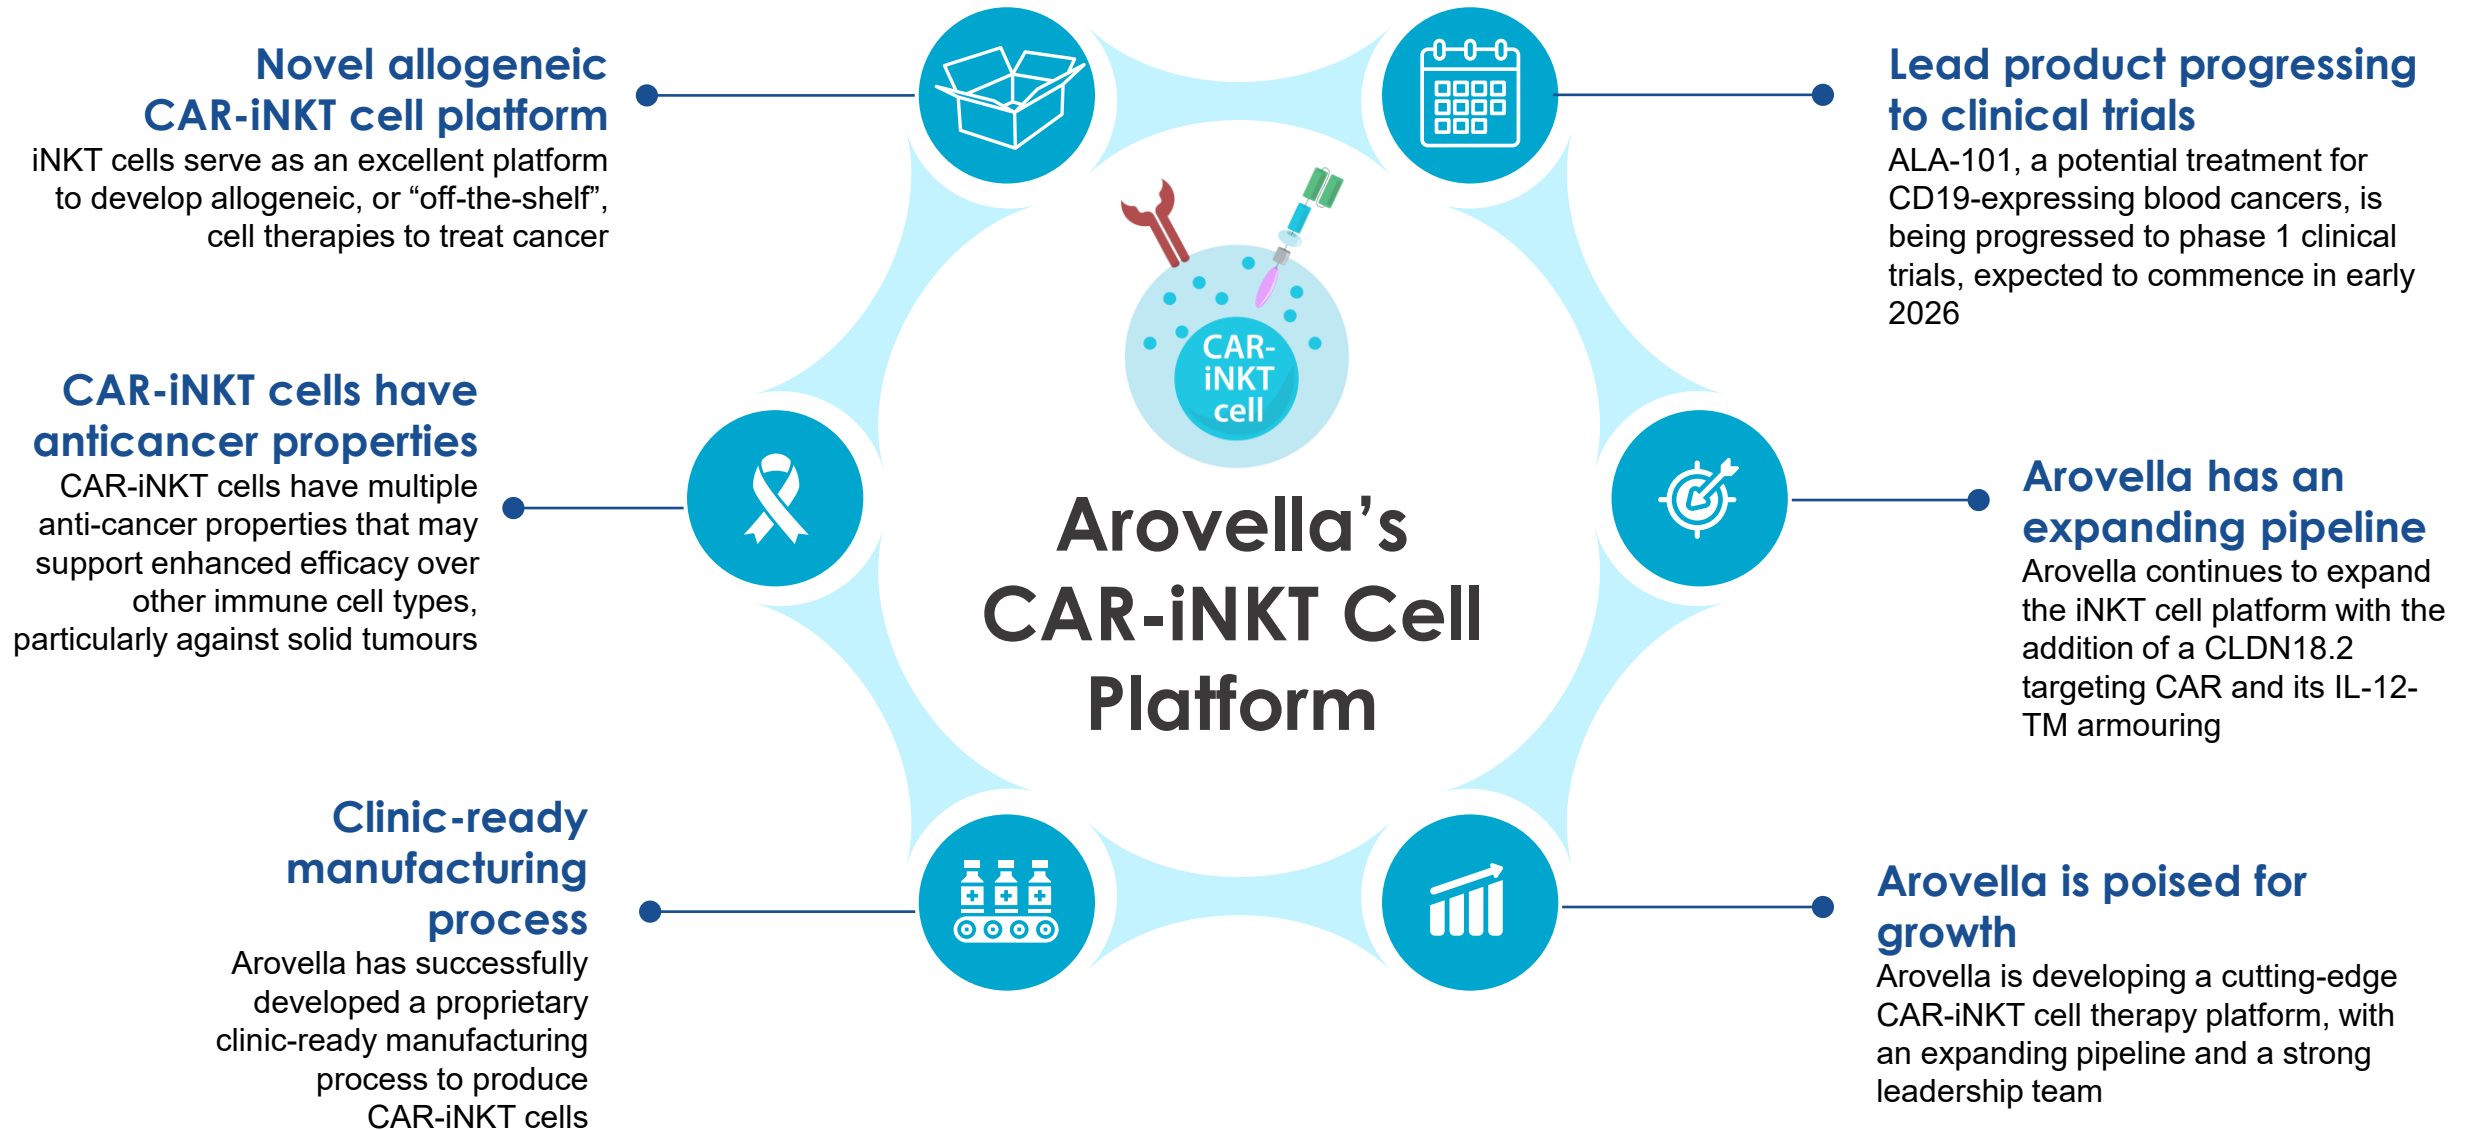 Novel allogeneic
CAR-iNKT cell platform
iNKT cells serve as an excellent platform
to develop allogeneic, or “off-the-shelf”,
cell therapies to treat cancer
CAR-iNKT cells have
anticancer properties
CAR-iNKT cells have multiple
anti-cancer properties that may
support enhanced efficacy over
other immune cell types,
particularly against solid tumours
Clinic-ready
manufacturing
process
Arovella has successfully
developed a proprietary
clinic-ready manufacturing
process to produce
CAR-iNKT cells
CAR-
iNKT
cell
Arovella’s
CAR-iNKT Cell
Platform
Lead product progressing
to clinical trials
ALA-101, a potential treatment for
CD19-expressing blood cancers, is
being progressed to phase 1 clinical
trials, expected to commence in early
2026
Arovella has an
expanding pipeline
Arovella continues to expand
the iNKT cell platform with the
addition of a CLDN18.2
targeting CAR and its IL-12-
TM armouring
Arovella is poised for
growth
Arovella is developing a cutting-edge
CAR-iNKT cell therapy platform, with
an expanding pipeline and a strong
leadership team